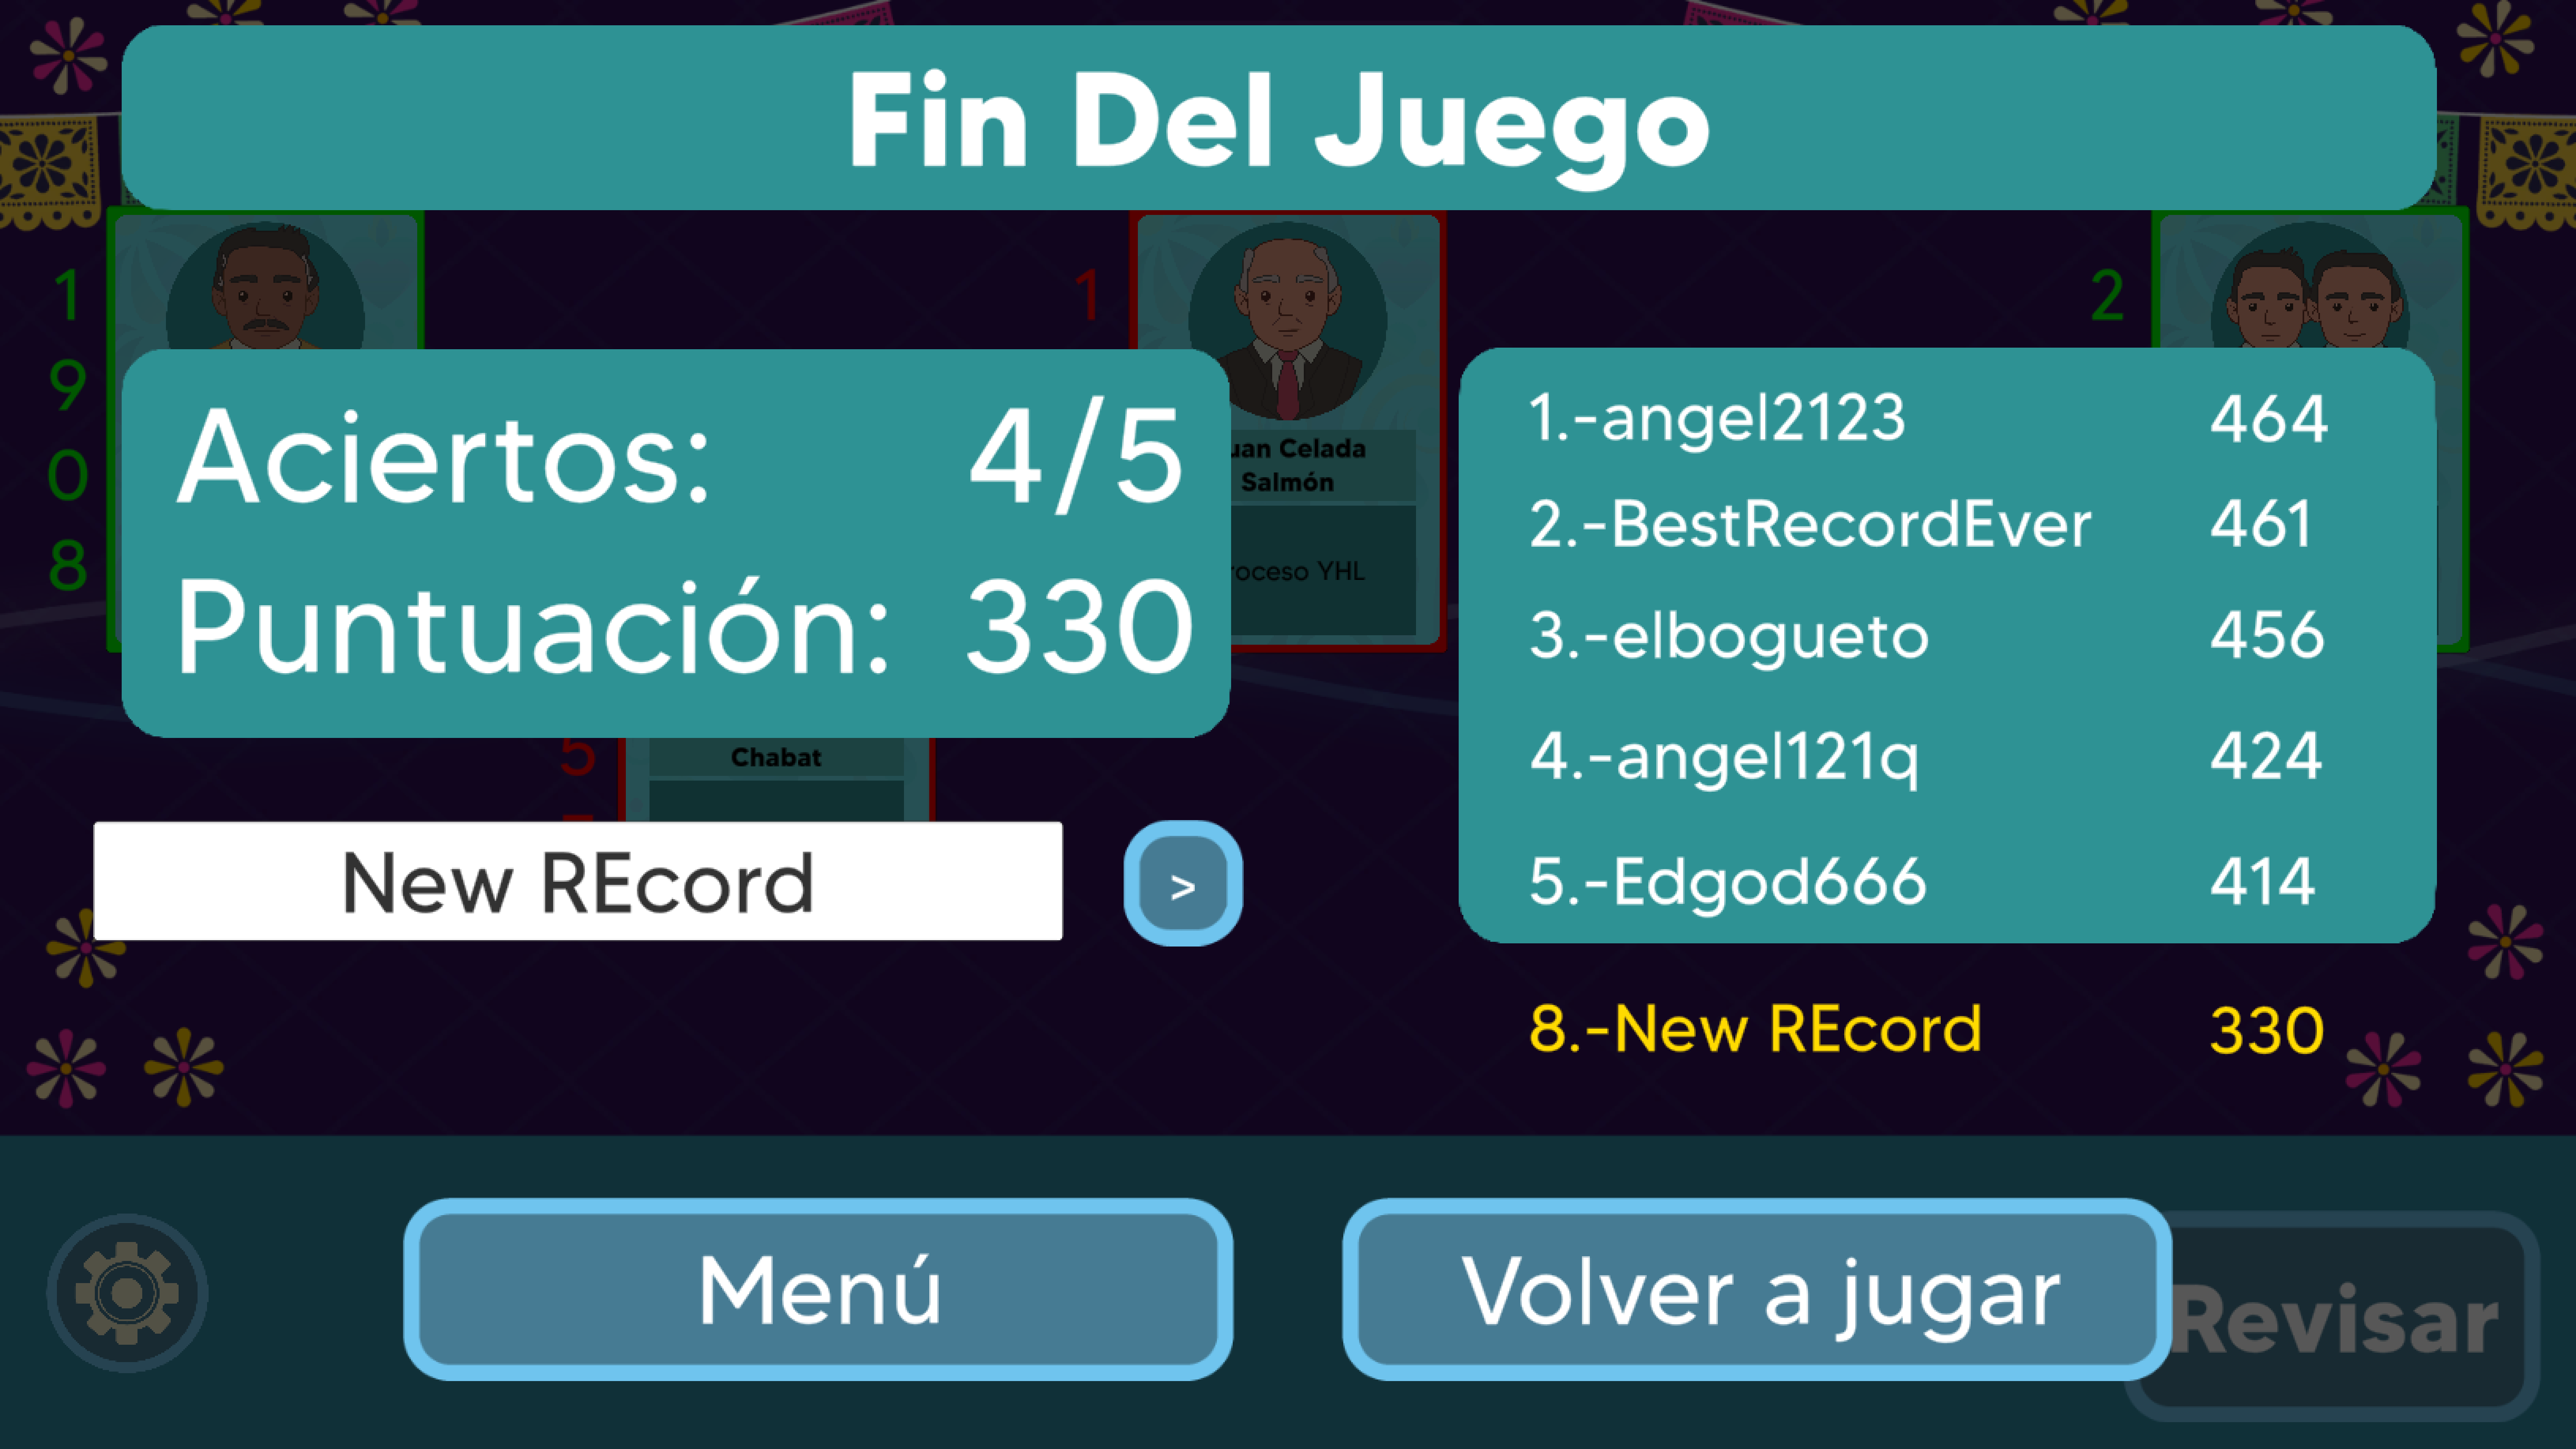 Fin Del Juego
1
9
0
8
1
2
Aciertos: 4/5
Puntuación: 330
Celada
Salmón
YHL
5
Chabat
New REcord
>
1.-angel2123 464
2.-BestRecordEver 461
3.-elbogueto 456
4.-angel121q 424
5.-Edgod666 414
8.-New REcord 330
Menú
Volver a jugar
Revisar